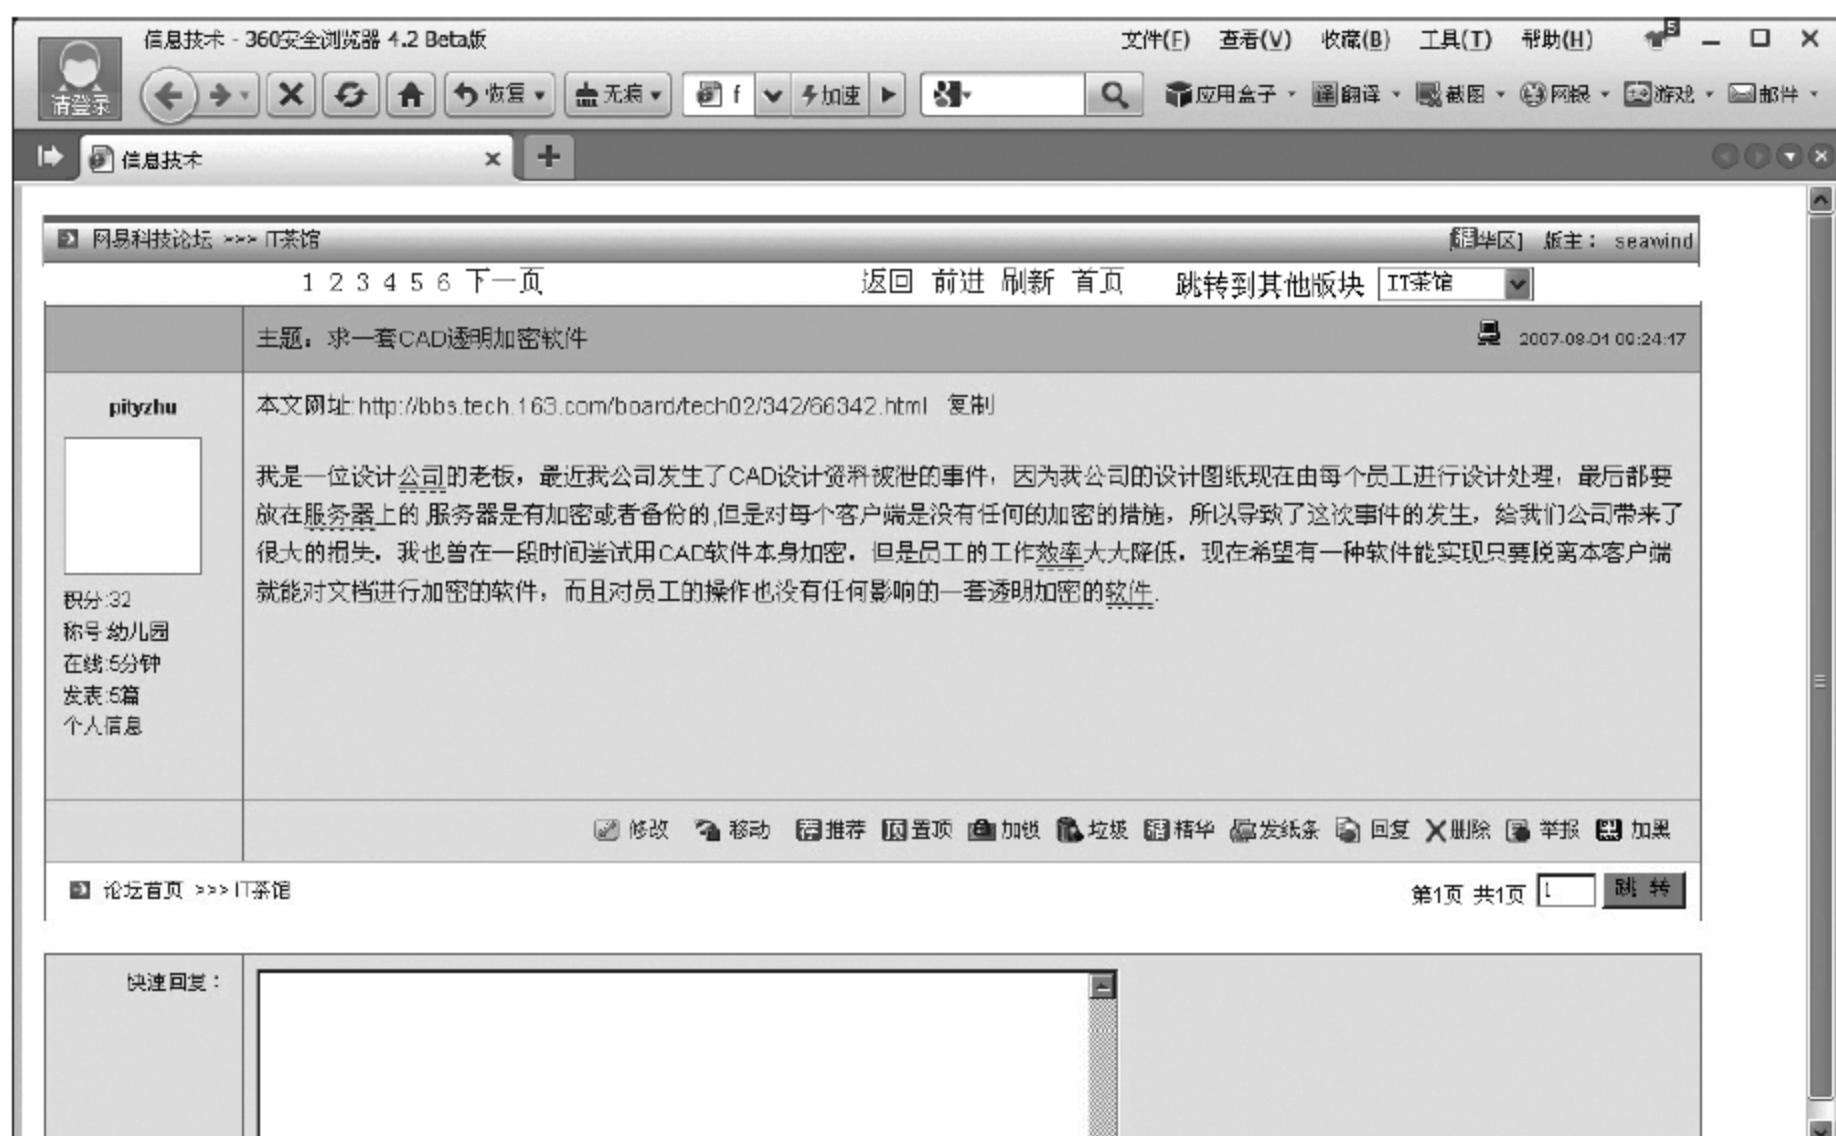 信息技术 - 360安全浏览器 4.2 Beta版 文件(F) 查看(V) 收藏(B) 工具(T) 帮助(H) 5
请登录 恢复 无痕 f 加速 应用盒子 翻译 截图 网银 游戏 邮件
信息技术
网易科技论坛 >>> IT茶馆 [精华区] 版主： seawind
1 2 3 4 5 6 下一页 返回 前进 刷新 首页 跳转到其他版块 IT茶馆
主题：求一套CAD透明加密软件 2007-08-01 00:24:47
pityzhu
本文网址:http://bbs.tech.163.com/board/tech02/342/66342.html 复制
我是一位设计公司的老板，最近我公司发生了CAD设计资料被泄的事件，因为我公司的设计图纸现在由每个员工进行设计处理，最后都要
放在服务器上的,服务器是有加密或者备份的,但是对每个客户端是没有任何的加密的措施，所以导致了这次事件的发生，给我们公司带来了
很大的损失，我也曾在一段时间尝试用CAD软件本身加密，但是员工的工作效率大大降低，现在希望有一种软件能实现只要脱离本客户端
就能对文档进行加密的软件，而且对员工的操作也没有任何影响的一套透明加密的软件.
积分:32
称号:幼儿园
在线:5分钟
发表:5篇
个人信息
修改 移动 荐 推荐 顶 置顶 加锁 垃圾 精 精华 发纸条 回复 删除 举报 加黑
论坛首页 >>> IT茶馆 第1页 共1页 1 跳 转
快速回复：